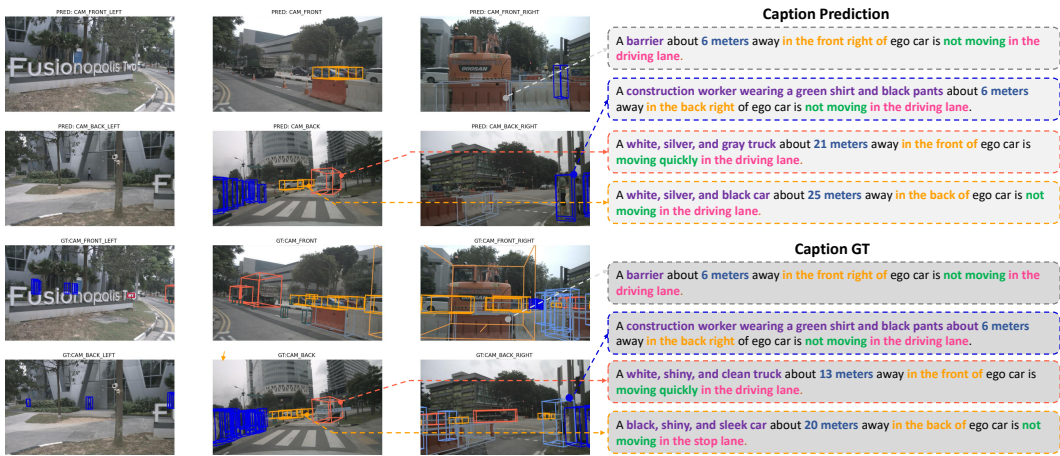 PRED: CAM_FRONT_LEFT
PRED: CAM_FRONT
PRED: CAM_FRONT_RIGHT
Caption Prediction
Fusionopolis Two
DOOSAN
A barrier about 6 meters away in the front right of ego car is not moving in the
driving lane.
A construction worker wearing a green shirt and black pants about 6 meters
away in the back right of ego car is not moving in the driving lane.
PRED: CAM_BACK_LEFT
PRED: CAM_BACK
PRED: CAM_BACK_RIGHT
A white, silver, and gray truck about 21 meters away in the front of ego car is
moving quickly in the driving lane.
A white, silver, and black car about 25 meters away in the back of ego car is not
moving in the driving lane.
GT:CAM_FRONT_LEFT
GT:CAM_FRONT
GT:CAM_FRONT_RIGHT
Caption GT
Fusionopolis Tw
A barrier about 6 meters away in the front right of ego car is not moving in the
driving lane.
A construction worker wearing a green shirt and black pants about 6 meters
away in the back right of ego car is not moving in the driving lane.
GT:CAM_BACK_LEFT
GT:CAM_BACK
GT:CAM_BACK_RIGHT
A white, shiny, and clean truck about 13 meters away in the front of ego car is
moving quickly in the driving lane.
A black, shiny, and sleek car about 20 meters away in the back of ego car is not
moving in the stop lane.